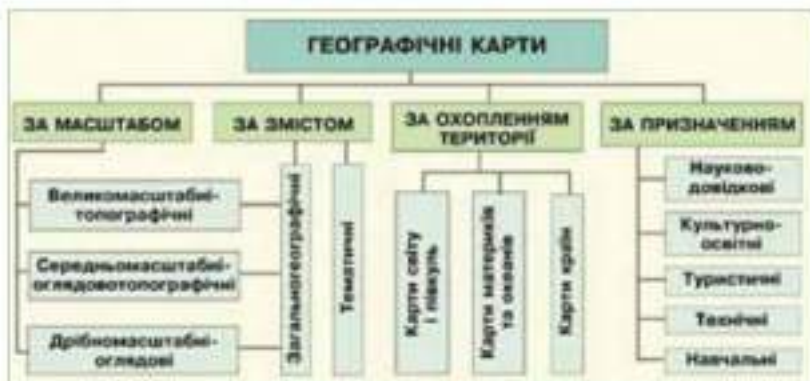 ГЕОГРАФІЧНІ КАРТИ
ЗА МАСШТАБОМ
ЗА ЗМІСТОМ
ЗА ОХОПЛЕННЯМ
ТЕРИТОРІЇ
ЗА ПРИЗНАЧЕННЯМ
Великомасштабні-
топографічні
Середньомасштабні-
оглядовотопографічні
Дрібномасштабні-
оглядові
Загальногеографічні
Тематичні
Карти світу
і півкуль
Карти материків
та океанів
Карти країн
Науково-
довідкові
Культурно-
освітні
Туристичні
Технічні
Навчальні